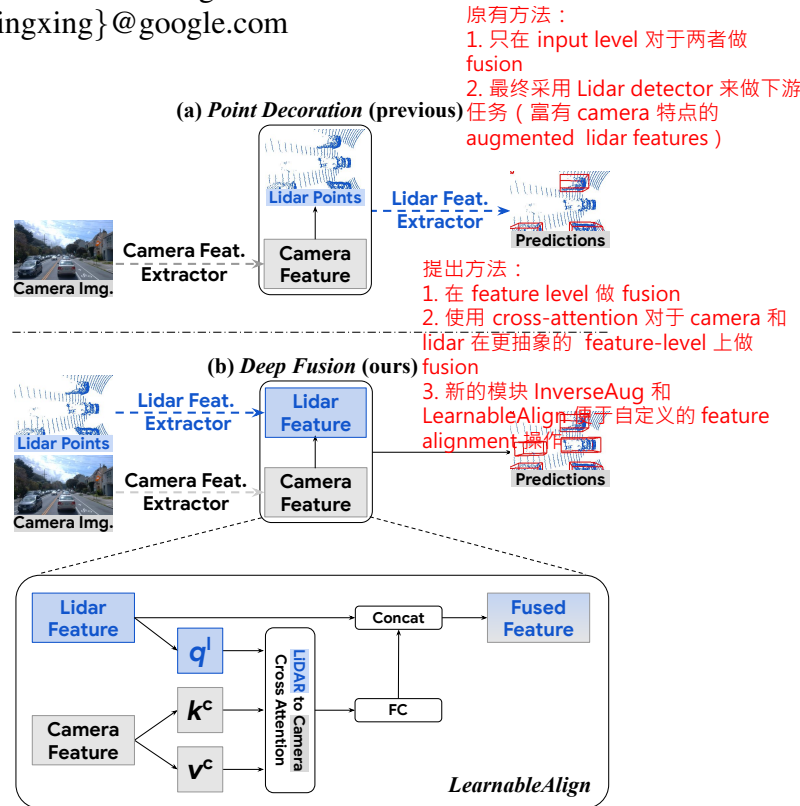 ingxing}@google.com
原有方法：
1. 只在 input level 对于两者做
fusion
2. 最终采用 Lidar detector 来做下游
任务（富有 camera 特点的
augmented lidar features）
(a) Point Decoration (previous)
Lidar Points
Lidar Feat.
Extractor
Camera Feat.
Extractor
Camera
Feature
Camera Img.
Predictions
提出方法：
1. 在 feature level 做 fusion
2. 使用 cross-attention 对于 camera 和
lidar 在更抽象的 feature-level 上做
fusion
3. 新的模块 InverseAug 和
LearnableAlign 便于自定义的 feature
alignment 操作
(b) Deep Fusion (ours)
Lidar Feat.
Extractor
Lidar
Feature
Lidar Points
Camera Feat.
Extractor
Camera
Feature
Camera Img.
Predictions
Lidar
Feature
Concat
Fused
Feature
q^l
LiDAR to Camera
Cross Attention
k^c
FC
Camera
Feature
v^c
LearnableAlign